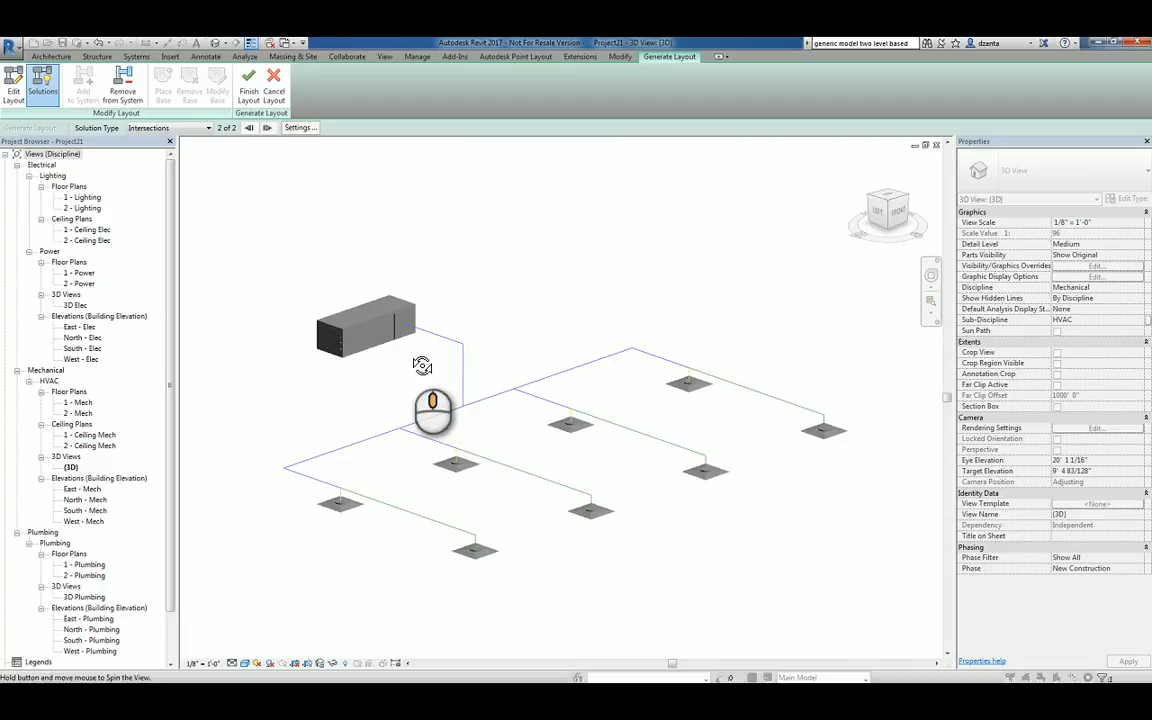 Autodesk Revit 2017 - Not For Resale Version - Project21 - 3D View: {3D}
generic model two level based
dzanta
Architecture Structure Systems Insert Annotate Analyze Massing & Site Collaborate View Manage Add-Ins Autodesk Point Layout Extensions Modify Generate Layout
Edit Layout
Solutions
Add to System
Remove from System
Place Base
Remove Base
Modify Base
Finish Layout
Cancel Layout
Modify Layout
Generate Layout
Generate Layout Solution Type Intersections 2 of 2 Settings...
Project Browser - Project21
Views (Discipline)
Electrical
Lighting
Floor Plans
1 - Lighting
2 - Lighting
Ceiling Plans
1 - Ceiling Elec
2 - Ceiling Elec
Power
Floor Plans
1 - Power
2 - Power
3D Views
3D Elec
Elevations (Building Elevation)
East - Elec
North - Elec
South - Elec
West - Elec
Mechanical
HVAC
Floor Plans
1 - Mech
2 - Mech
Ceiling Plans
1 - Ceiling Mech
2 - Ceiling Mech
3D Views
{3D}
Elevations (Building Elevation)
East - Mech
North - Mech
South - Mech
West - Mech
Plumbing
Plumbing
Floor Plans
1 - Plumbing
2 - Plumbing
3D Views
3D Plumbing
Elevations (Building Elevation)
East - Plumbing
North - Plumbing
South - Plumbing
West - Plumbing
Legends
LEFT
FRONT
Properties
3D View
3D View: {3D} Edit Type
Graphics
View Scale 1/8" = 1'-0"
Scale Value 1: 96
Detail Level Medium
Parts Visibility Show Original
Visibility/Graphics Overrides Edit...
Graphic Display Options Edit...
Discipline Mechanical
Show Hidden Lines By Discipline
Default Analysis Display St... None
Sub-Discipline HVAC
Sun Path
Extents
Crop View
Crop Region Visible
Annotation Crop
Far Clip Active
Far Clip Offset 1000' 0"
Section Box
Camera
Rendering Settings Edit...
Locked Orientation
Perspective
Eye Elevation 20' 1 1/16"
Target Elevation 9' 4 83/128"
Camera Position Adjusting
Identity Data
View Template <None>
View Name {3D}
Dependency Independent
Title on Sheet
Phasing
Phase Filter Show All
Phase New Construction
Properties help
Apply
1/8" = 1'-0"
Hold button and move mouse to Spin the View.
:0
Main Model